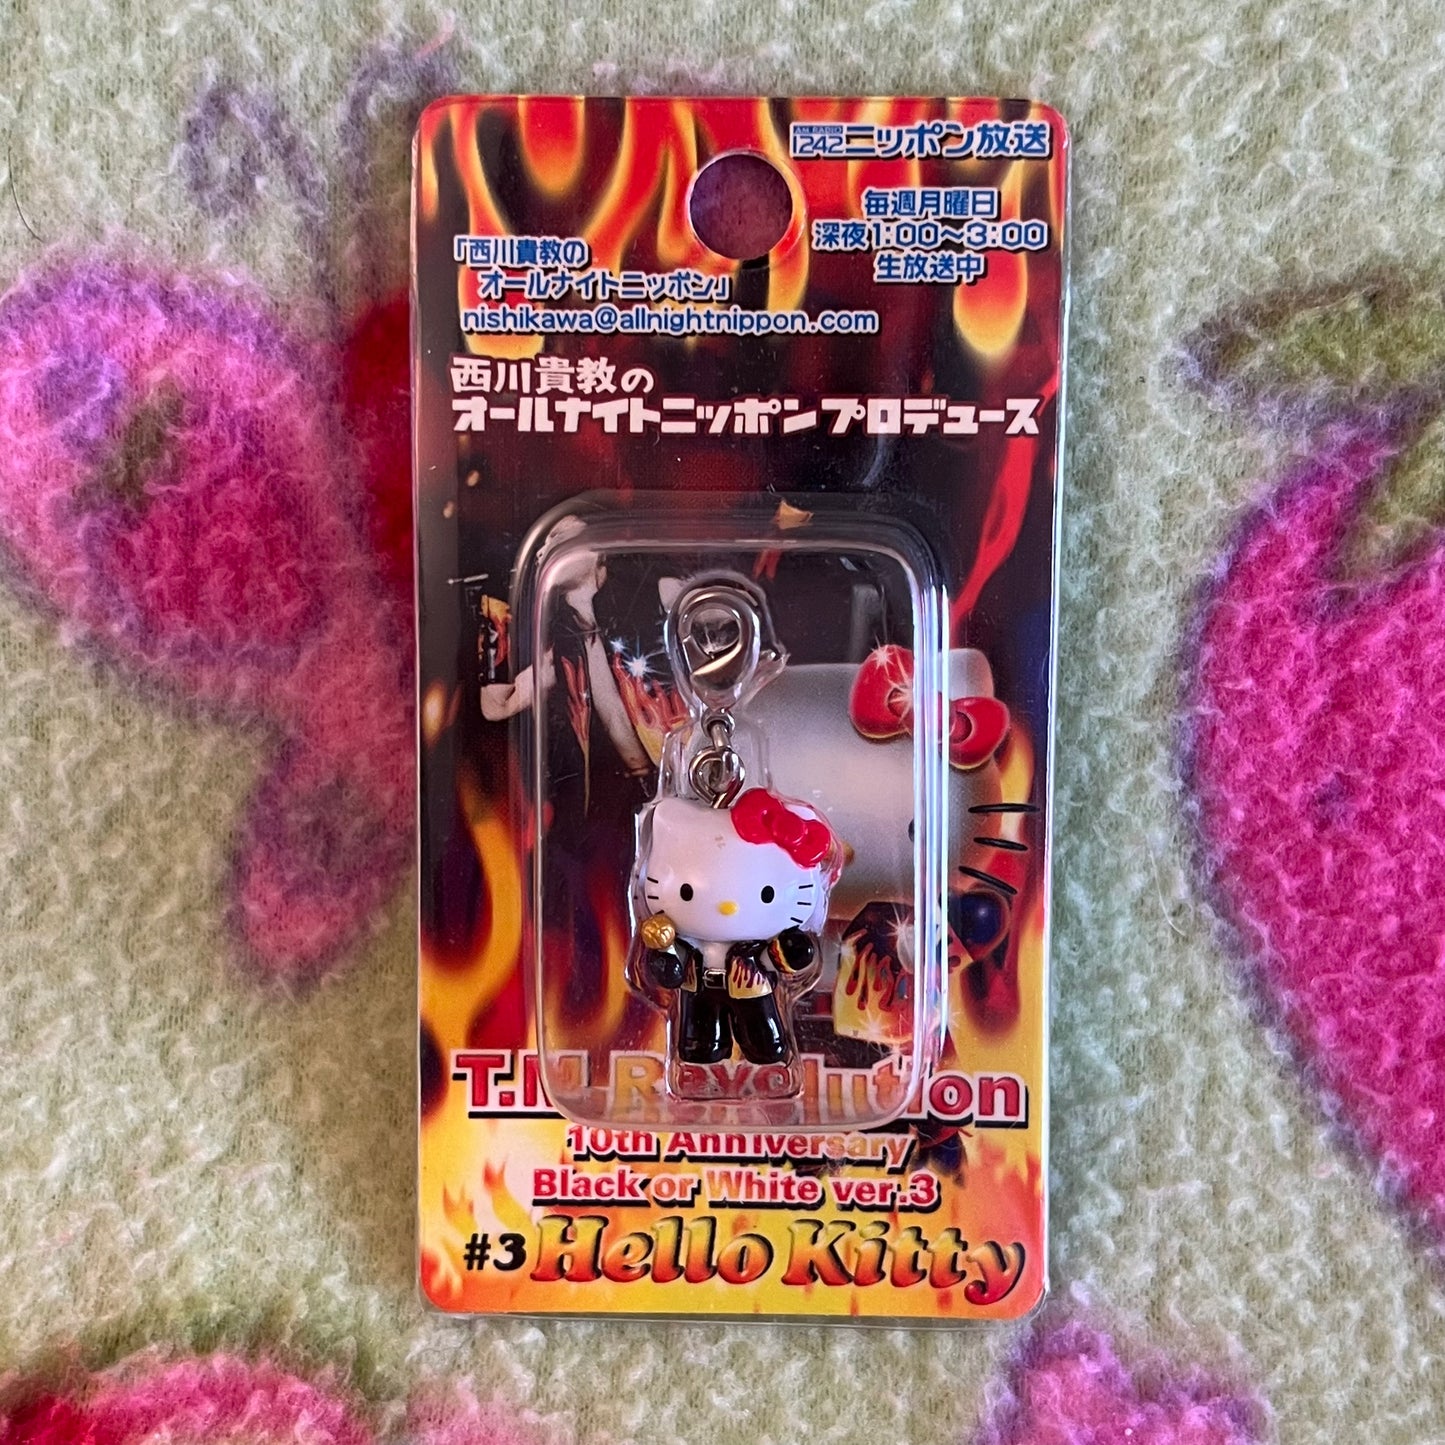 AM RADIO
1242 ニッポン放送
毎週月曜日
深夜1:00~3:00
生放送中
「西川貴教の
オールナイトニッポン」
nishikawa@allnightnippon.com
西川貴教の
オールナイトニッポンプロデュース
T.M.Revolution
10th Anniversary
Black or White ver.3
#3 Hello Kitty